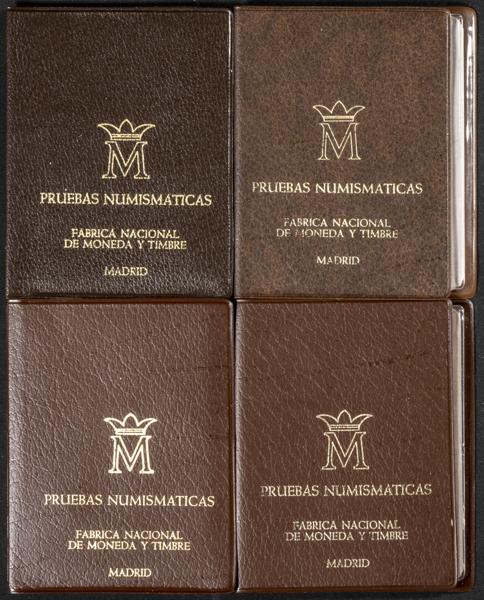 M
PRUEBAS NUMISMATICAS
FABRICA NACIONAL
DE MONEDA Y TIMBRE
MADRID
M
PRUEBAS NUMISMATICAS
FABRICA NACIONAL
DE MONEDA Y TIMBRE
MADRID
M
PRUEBAS NUMISMATICAS
FABRICA NACIONAL
DE MONEDA Y TIMBRE
MADRID
M
PRUEBAS NUMISMATICAS
FABRICA NACIONAL
DE MONEDA Y TIMBRE
MADRID